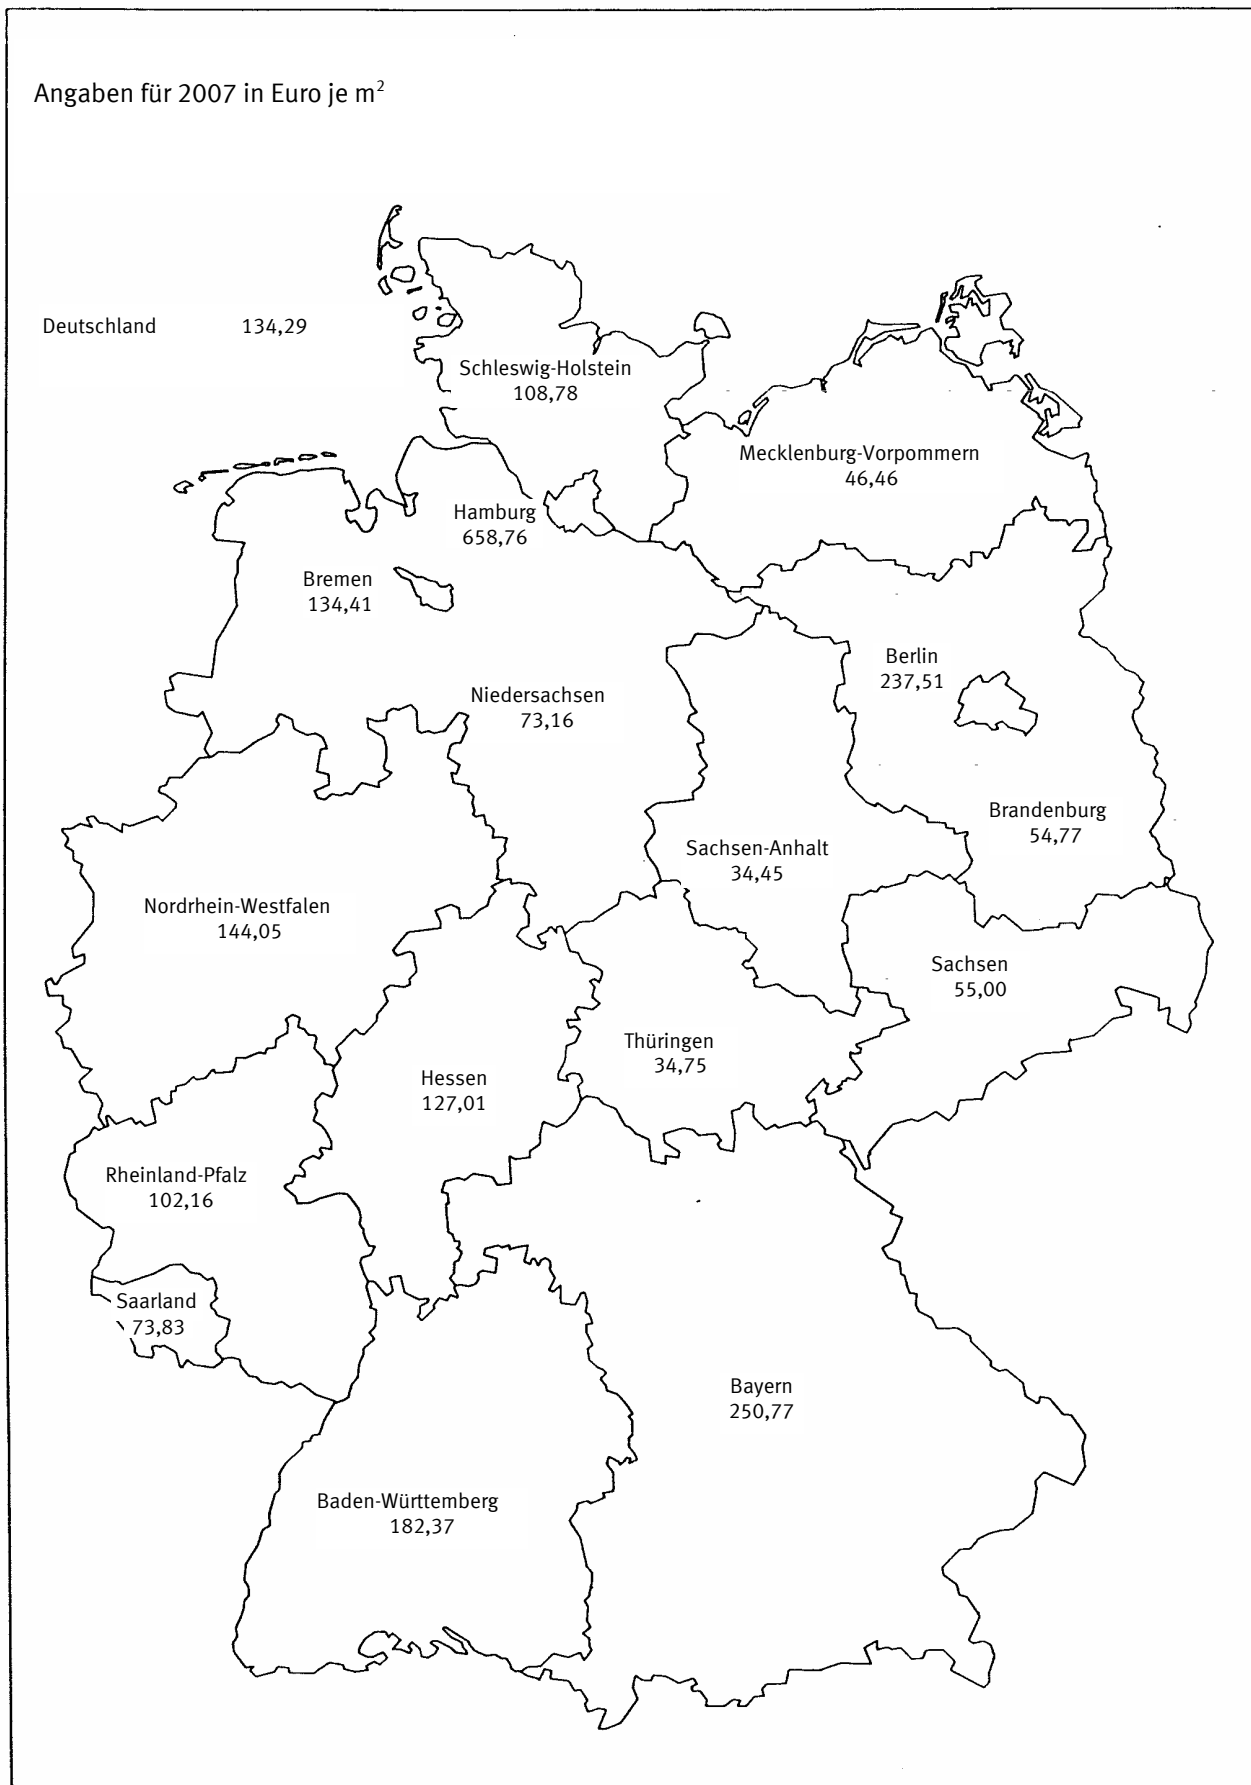 Angaben für 2007 in Euro je m²
Deutschland 134,29
Schleswig-Holstein
108,78
Mecklenburg-Vorpommern
46,46
Hamburg
658,76
Bremen
134,41
Berlin
237,51
Niedersachsen
73,16
Brandenburg
54,77
Sachsen-Anhalt
34,45
Nordrhein-Westfalen
144,05
Sachsen
55,00
Thüringen
34,75
Hessen
127,01
Rheinland-Pfalz
102,16
Saarland
73,83
Bayern
250,77
Baden-Württemberg
182,37